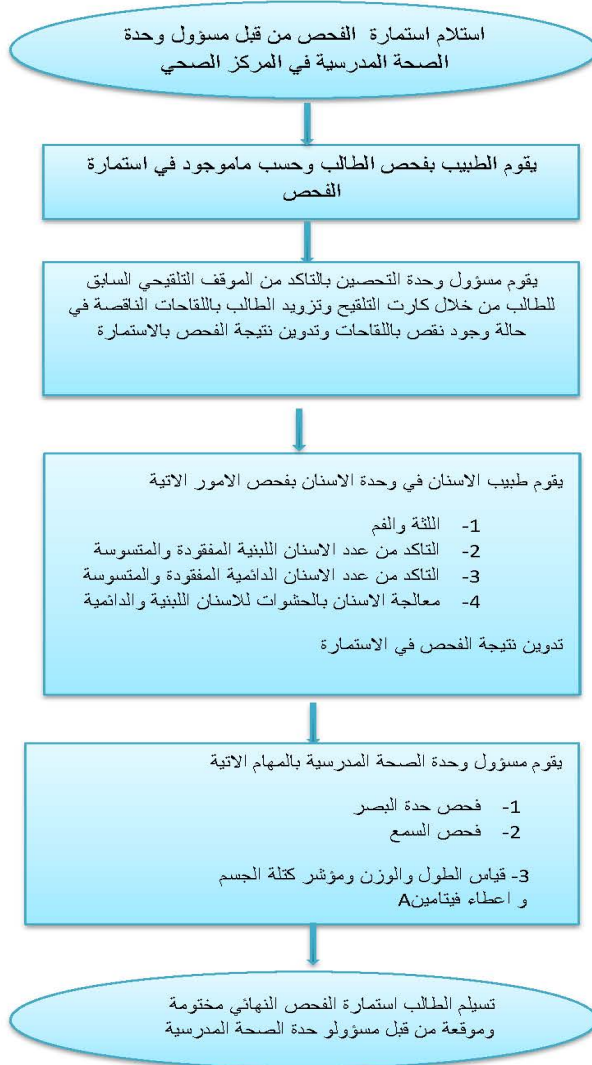 استلام استمارة الفحص من قبل مسؤول وحدة
الصحة المدرسية في المركز الصحي
يقوم الطبيب بفحص الطالب وحسب ماموجود في استمارة
الفحص
يقوم مسؤول وحدة التحصين بالتاكد من الموقف التلقيحي السابق
للطالب من خلال كارت التلقيح وتزويد الطالب باللقاحات الناقصة في
حالة وجود نقص باللقاحات وتدوين نتيجة الفحص بالاستمارة
يقوم طبيب الاسنان في وحدة الاسنان بفحص الامور الاتية
1- اللثة والفم
2- التاكد من عدد الاسنان اللبنية المفقودة والمتسوسة
3- التاكد من عدد الاسنان الدائمية المفقودة والمتسوسة
4- معالجة الاسنان بالحشوات للاسنان اللبنية والدائمية
تدوين نتيجة الفحص في الاستمارة
يقوم مسؤول وحدة الصحة المدرسية بالمهام الاتية
1- فحص حدة البصر
2- فحص السمع
3- قياس الطول والوزن ومؤشر كتلة الجسم
و اعطاء فيتامينA
تسيلم الطالب استمارة الفحص النهائي مختومة
وموقعة من قبل مسؤولو حدة الصحة المدرسية